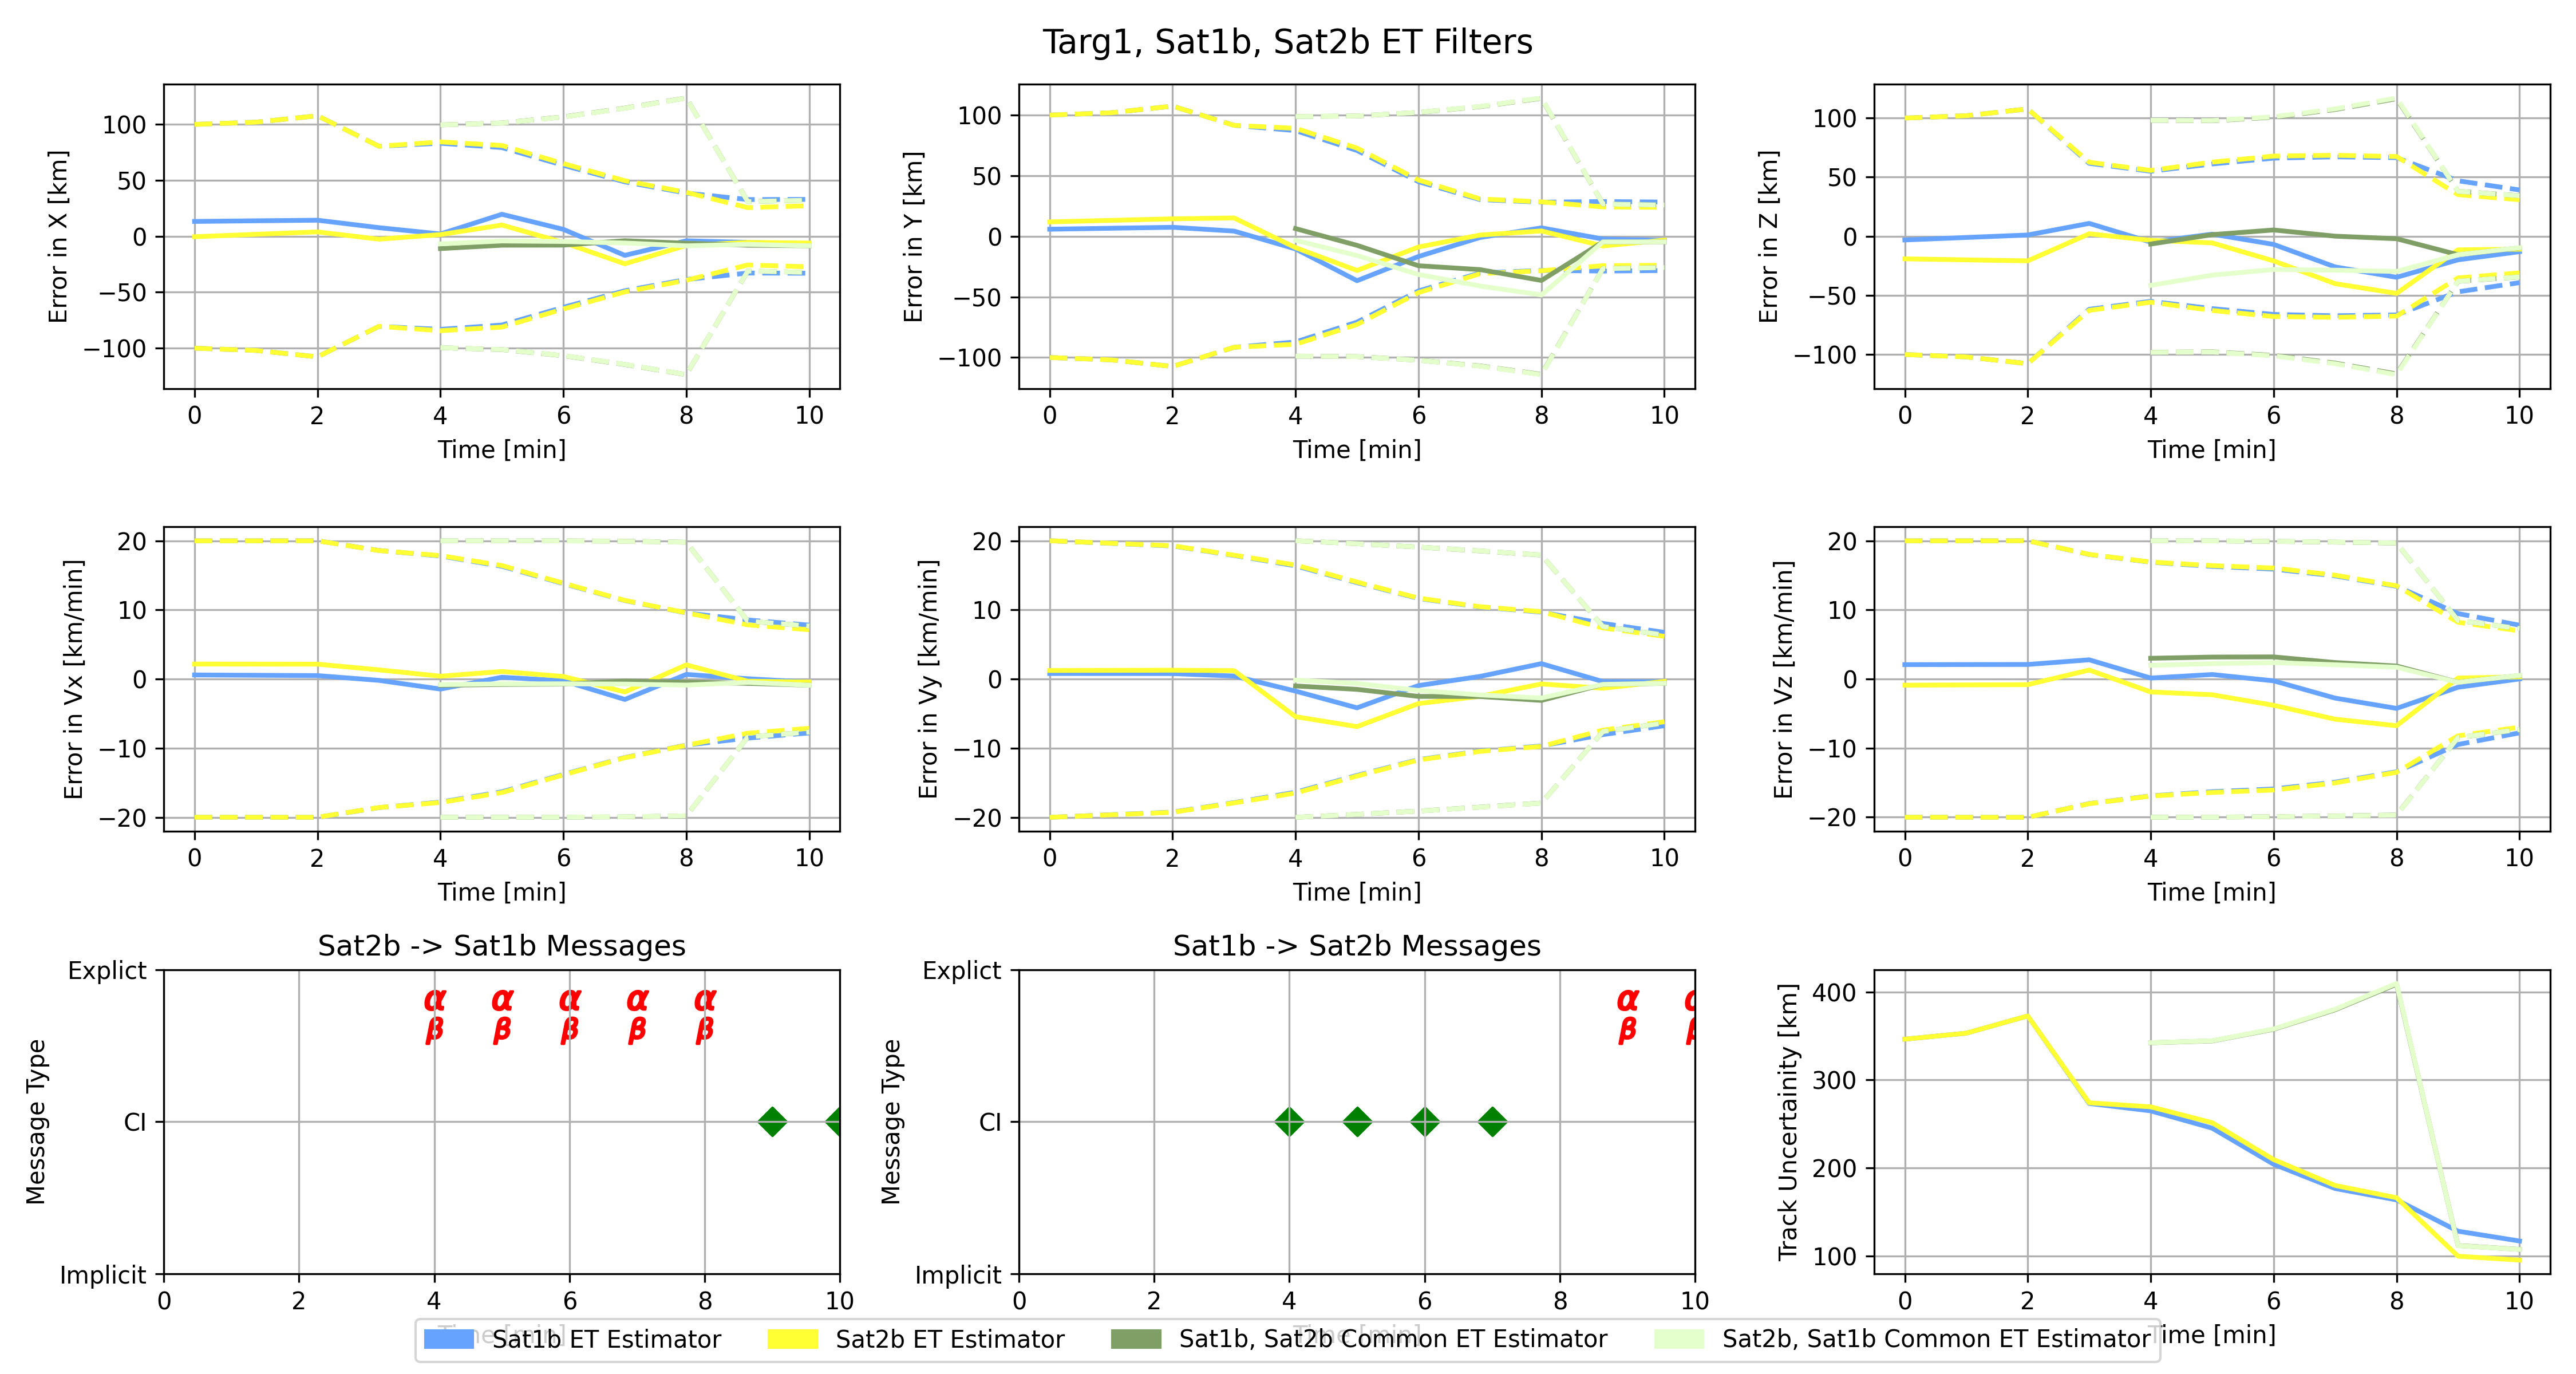 Targ1, Sat1b, Sat2b ET Filters
100
50
0
−50
−100
Error in X [km]
0 2 4 6 8 10
Time [min]
100
50
0
−50
−100
Error in Y [km]
0 2 4 6 8 10
Time [min]
100
50
0
−50
−100
Error in Z [km]
0 2 4 6 8 10
Time [min]
20
10
0
−10
−20
Error in Vx [km/min]
0 2 4 6 8 10
Time [min]
20
10
0
−10
−20
Error in Vy [km/min]
0 2 4 6 8 10
Time [min]
20
10
0
−10
−20
Error in Vz [km/min]
0 2 4 6 8 10
Time [min]
Sat2b -> Sat1b Messages
Explict
CI
Implicit
Message Type
α α α α α
β β β β β
0 2 4 6 8 10
Time [min]
Sat1b -> Sat2b Messages
Explict
CI
Implicit
Message Type
α α
β β
0 2 4 6 8 10
Time [min]
400
300
200
100
Track Uncertainity [km]
0 2 4 6 8 10
Time [min]
Sat1b ET Estimator Sat2b ET Estimator Sat1b, Sat2b Common ET Estimator Sat2b, Sat1b Common ET Estimator